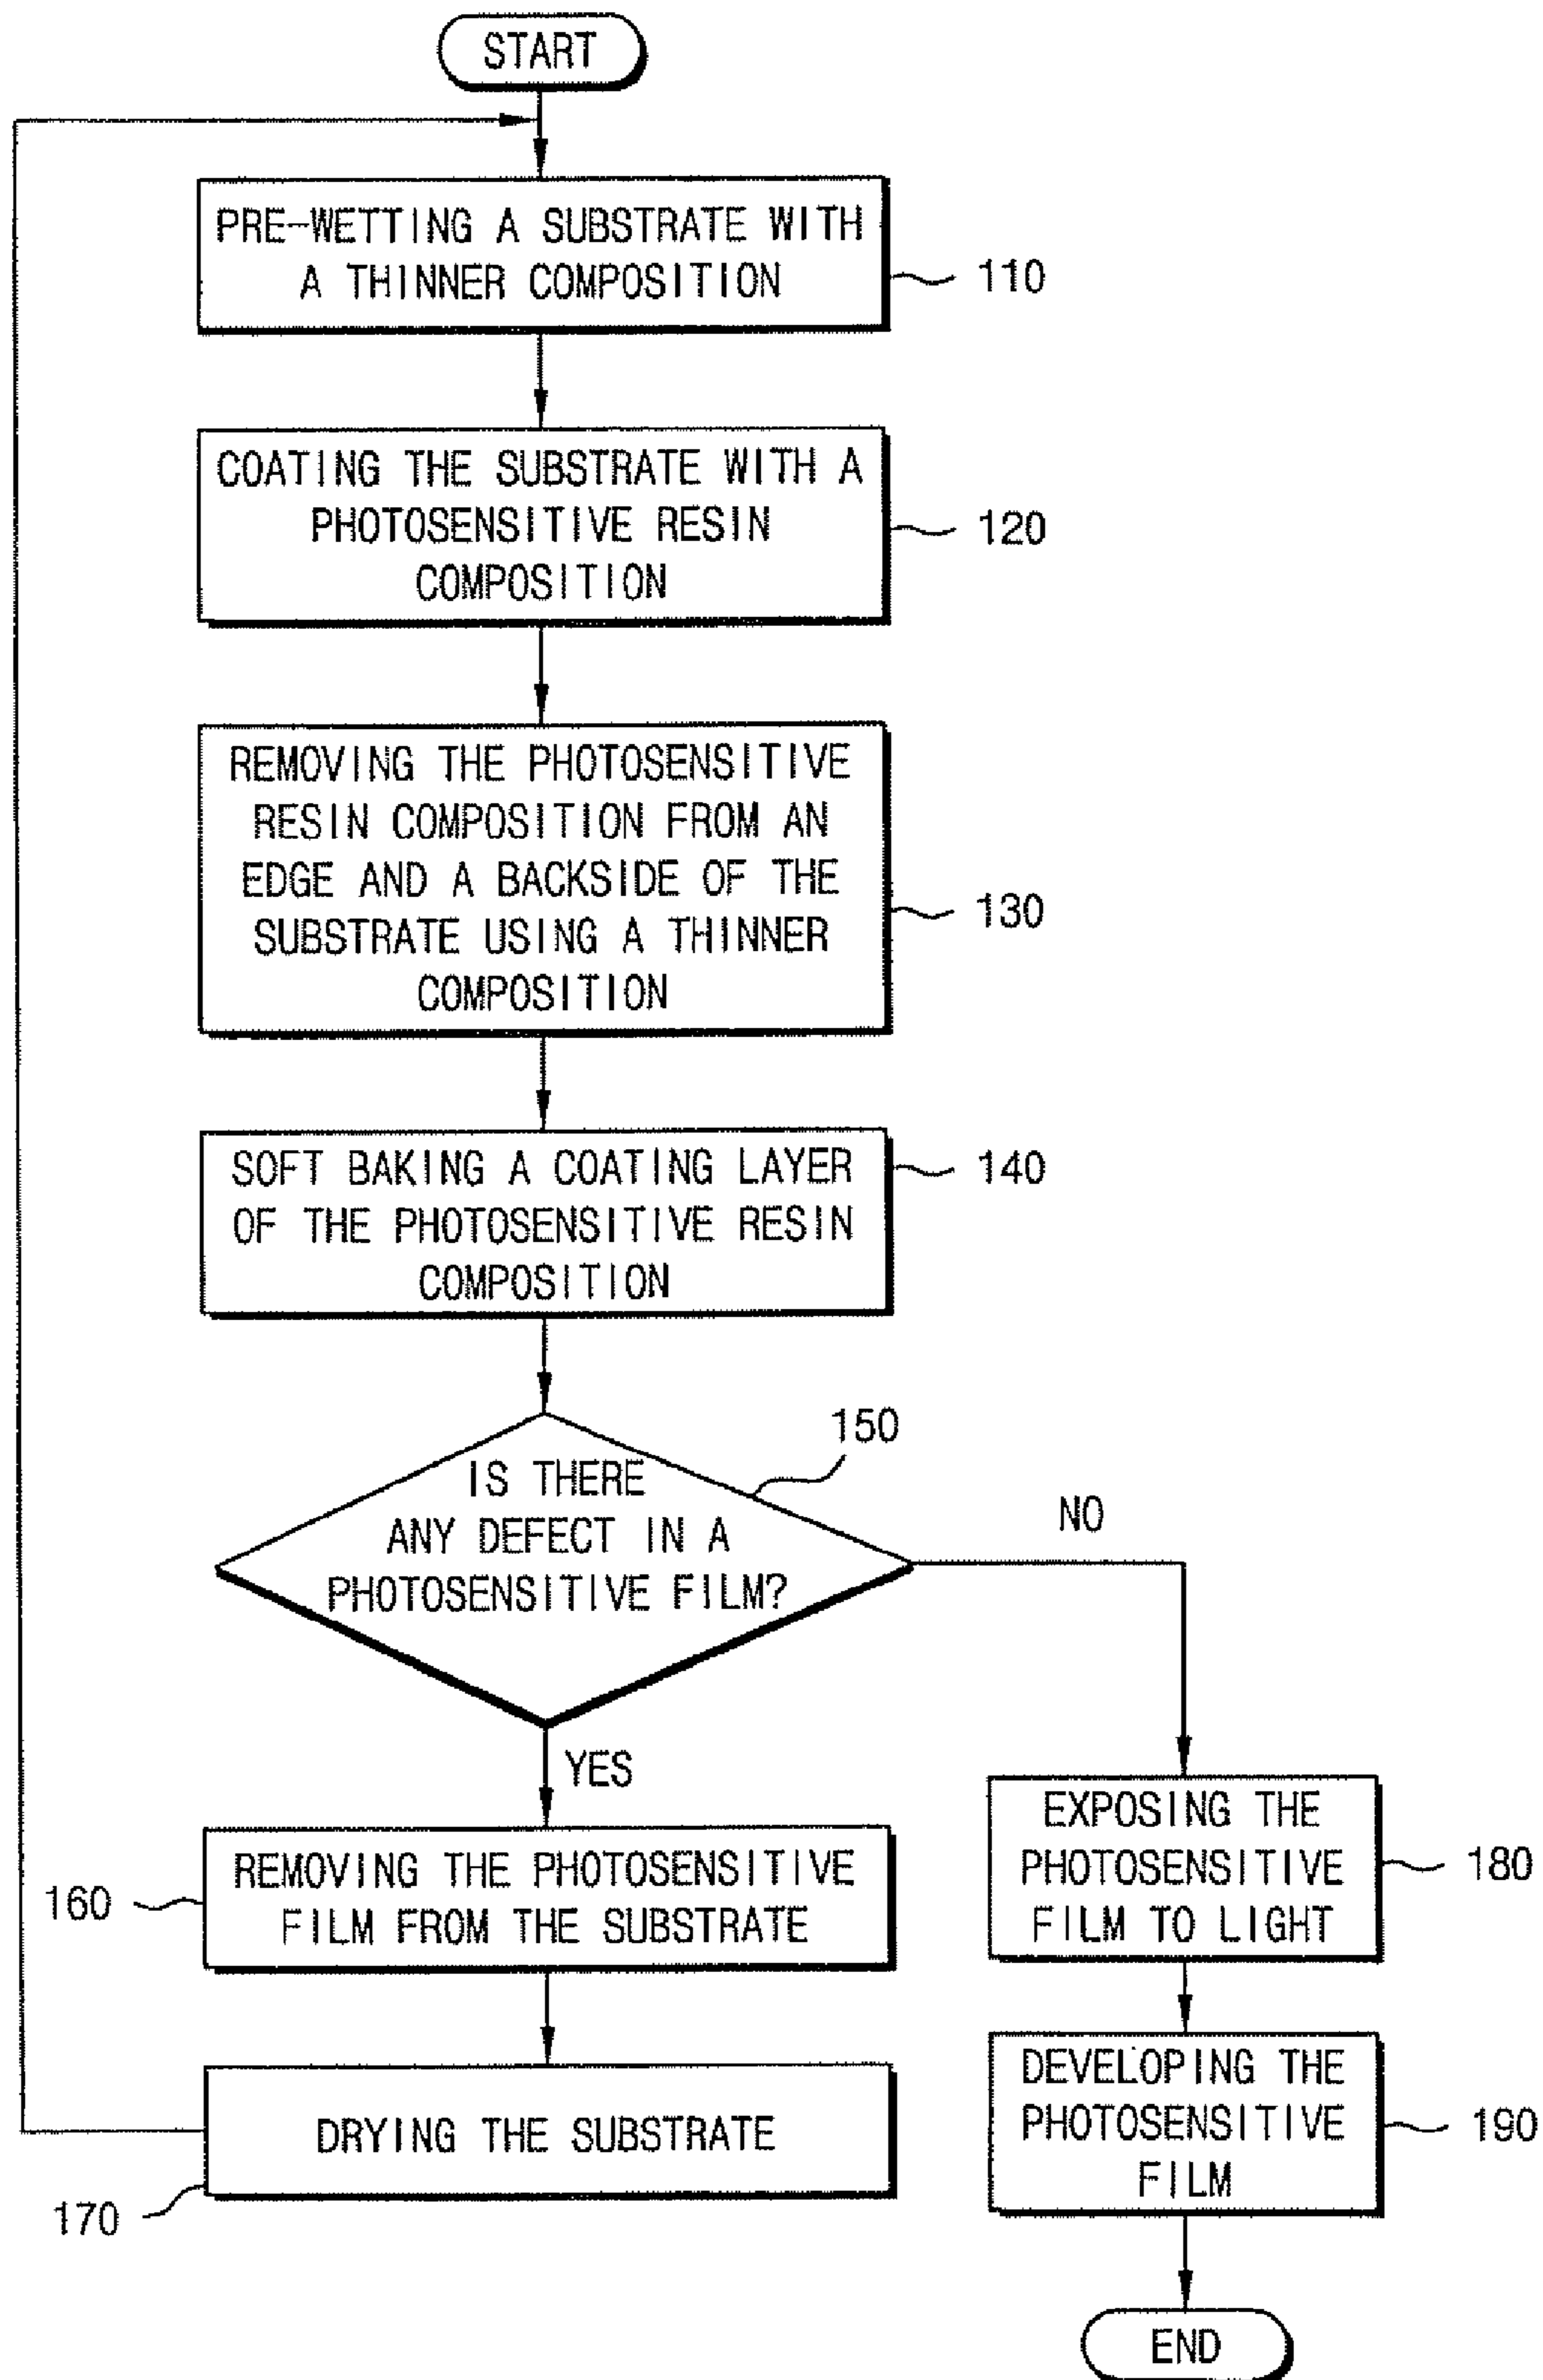 START
PRE-WETTING A SUBSTRATE WITH
A THINNER COMPOSITION
110
COATING THE SUBSTRATE WITH A
PHOTOSENSITIVE RESIN
COMPOSITION
120
REMOVING THE PHOTOSENSITIVE
RESIN COMPOSITION FROM AN
EDGE AND A BACKSIDE OF THE
SUBSTRATE USING A THINNER
COMPOSITION
130
SOFT BAKING A COATING LAYER
OF THE PHOTOSENSITIVE RESIN
COMPOSITION
140
IS THERE
ANY DEFECT IN A
PHOTOSENSITIVE FILM?
150
NO
YES
REMOVING THE PHOTOSENSITIVE
FILM FROM THE SUBSTRATE
160
DRYING THE SUBSTRATE
170
EXPOSING THE
PHOTOSENSITIVE
FILM TO LIGHT
180
DEVELOPING THE
PHOTOSENSITIVE
FILM
190
END